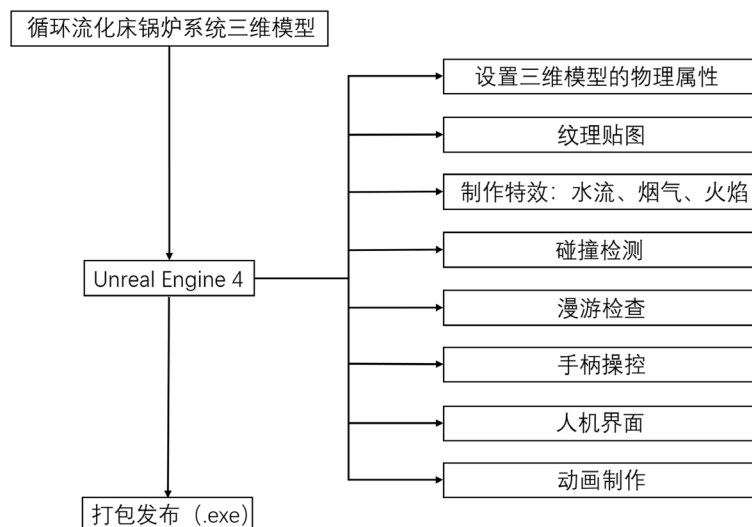 循环流化床锅炉系统三维模型
设置三维模型的物理属性
纹理贴图
制作特效：水流、烟气、火焰
碰撞检测
Unreal Engine 4
漫游检查
手柄操控
人机界面
动画制作
打包发布（.exe）